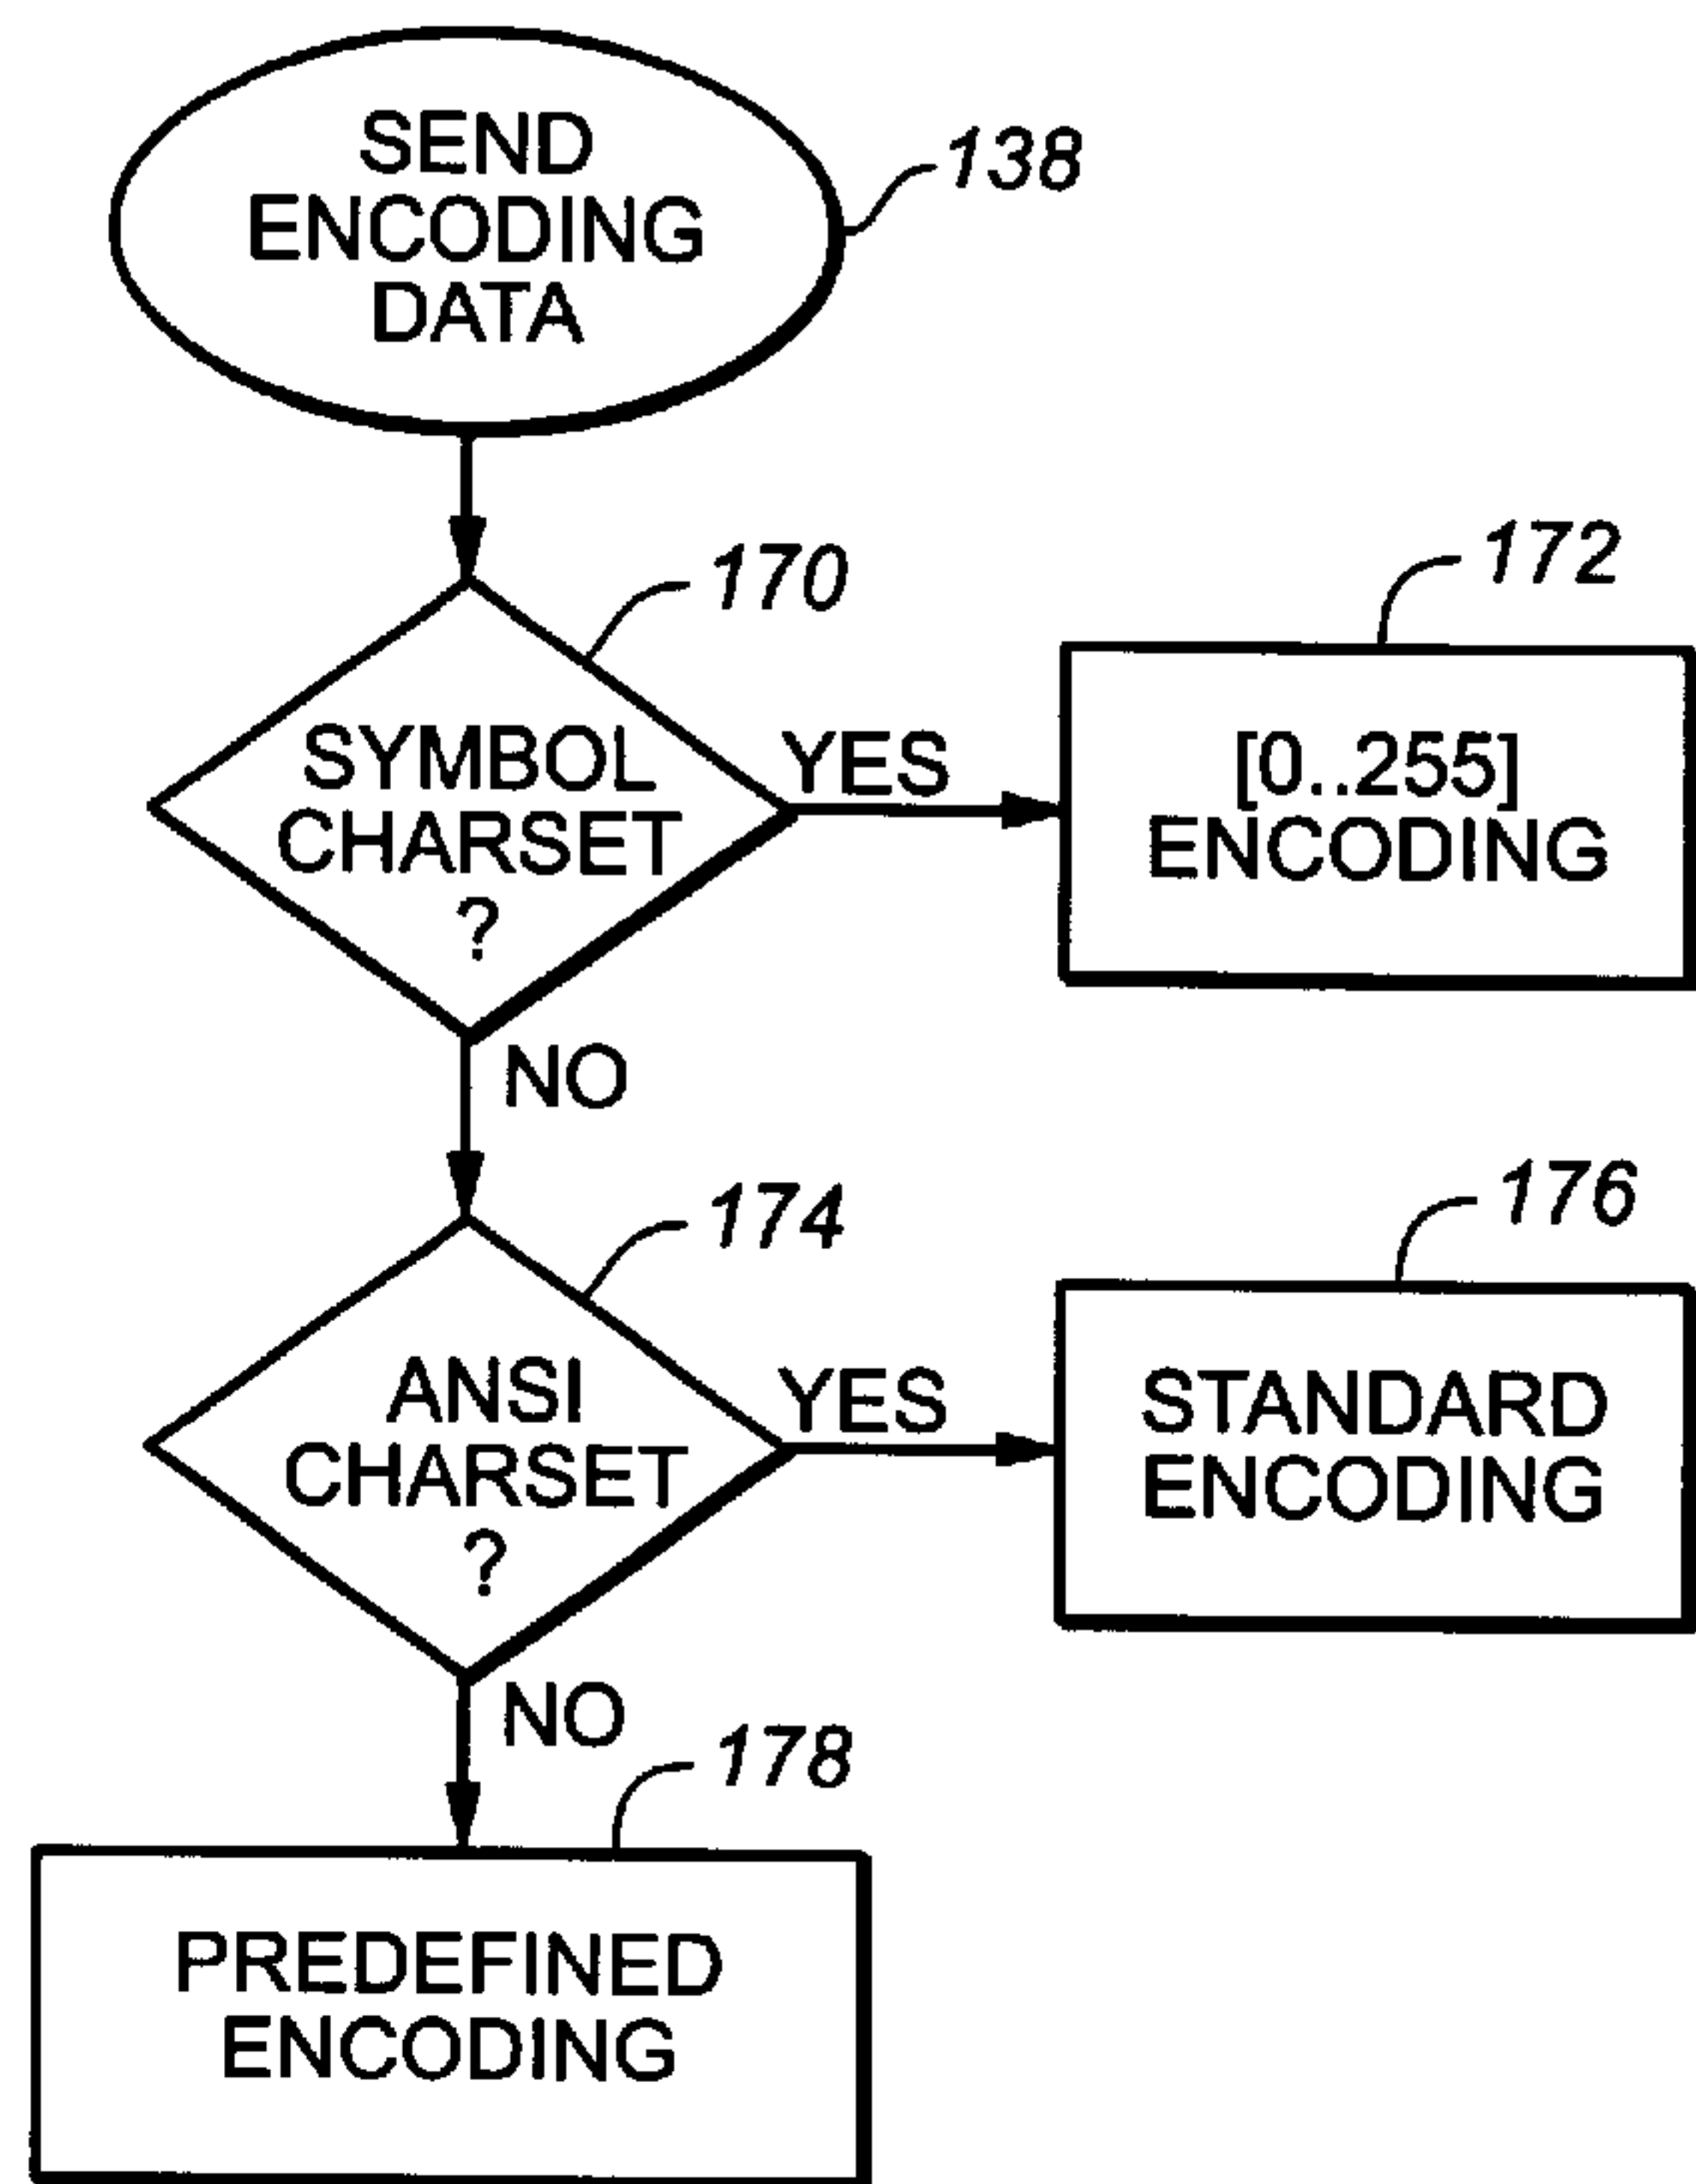 SEND
ENCODING
DATA
138
170
SYMBOL
CHARSET
?
YES
172
[0..255]
ENCODING
NO
174
ANSI
CHARSET
?
YES
176
STANDARD
ENCODING
NO
178
PREDEFINED
ENCODING